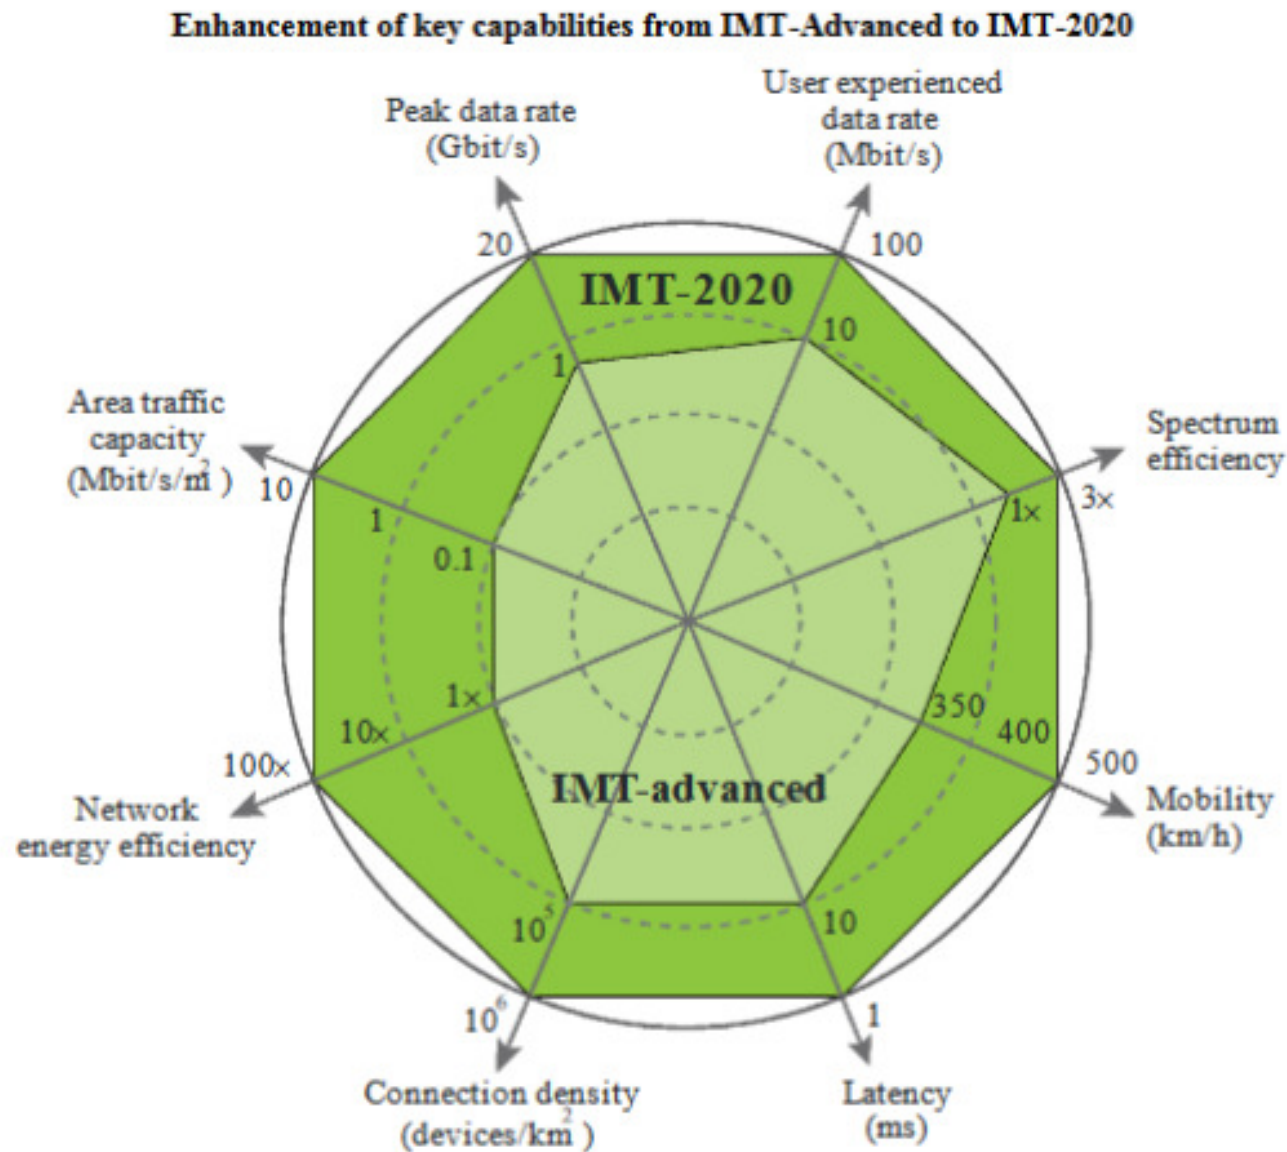 Enhancement of key capabilities from IMT-Advanced to IMT-2020
Peak data rate
(Gbit/s)
User experienced
data rate
(Mbit/s)
20
100
IMT-2020
10
1
Area traffic
capacity
(Mbit/s/m²)
10
1
0.1
Spectrum
efficiency
3×
1×
1×
10×
100×
Network
energy efficiency
350
400
500
Mobility
(km/h)
IMT-advanced
10⁵
10
10⁶
1
Connection density
(devices/km²)
Latency
(ms)